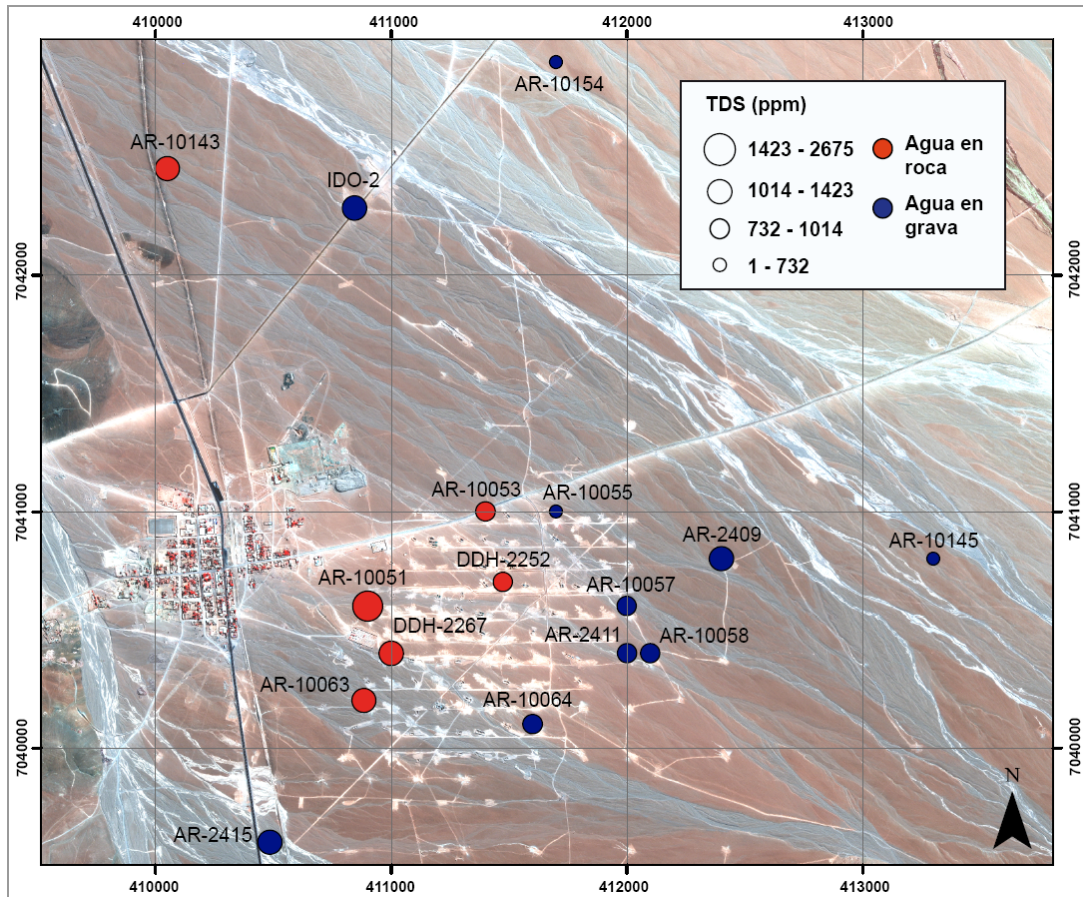 410000
411000
412000
413000
AR-10154
TDS (ppm)
1423 - 2675
1014 - 1423
732 - 1014
1 - 732
Agua en
roca
Agua en
grava
AR-10143
IDO-2
7042000
7042000
AR-10053
AR-10055
7041000
7041000
AR-2409
AR-10145
DDH-2252
AR-10051
AR-10057
DDH-2267
AR-2411
AR-10058
AR-10063
AR-10064
7040000
7040000
N
AR-2415
410000
411000
412000
413000